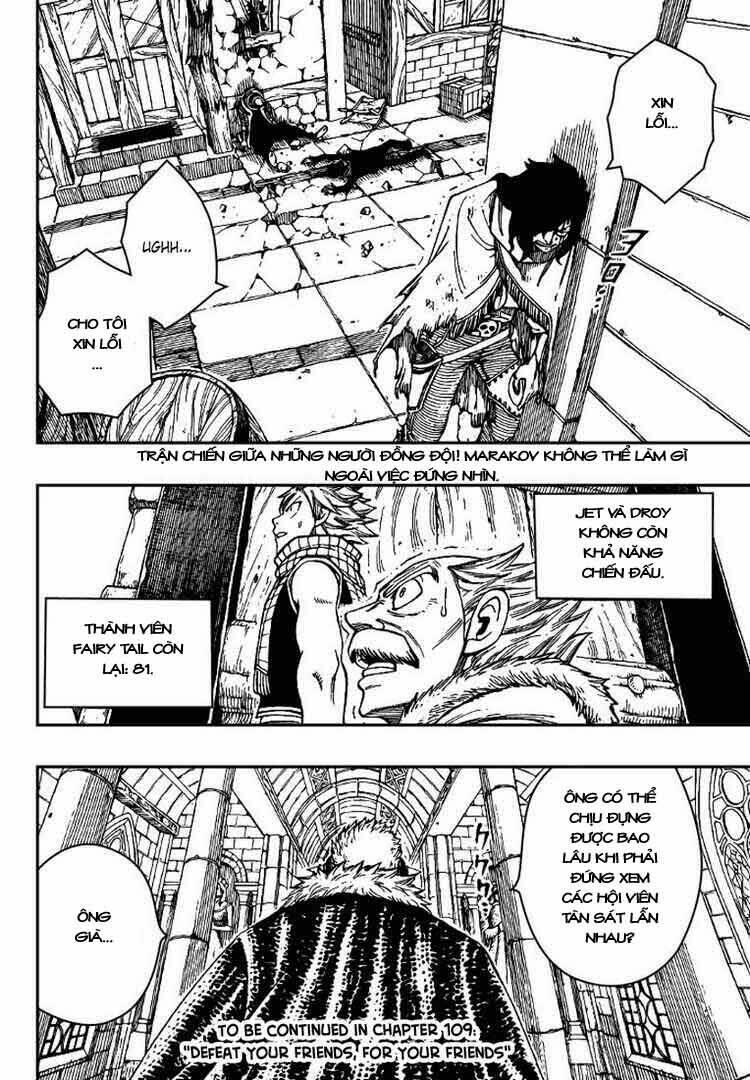 XIN
LỖI...
UGHH...
CHO TÔI
XIN LỖI
...
TRẬN CHIẾN GIỮA NHỮNG NGƯỜI ĐỒNG ĐỘI! MARAKOV KHÔNG THỂ LÀM GÌ
NGOÀI VIỆC ĐỨNG NHÌN.
JET VÀ DROY
KHÔNG CÒN
KHẢ NĂNG
CHIẾN ĐẤU.
THÀNH VIÊN
FAIRY TAIL CÒN
LẠI: 81.
ÔNG CÓ THỂ
CHỊU ĐỰNG
ĐƯỢC BAO
LÂU KHI PHẢI
ĐỨNG XEM
CÁC HỘI VIÊN
TÀN SÁT LẪN
NHAU?
ÔNG
GIÀ...
TO BE CONTINUED IN CHAPTER 109:
"DEFEAT YOUR FRIENDS, FOR YOUR FRIENDS"